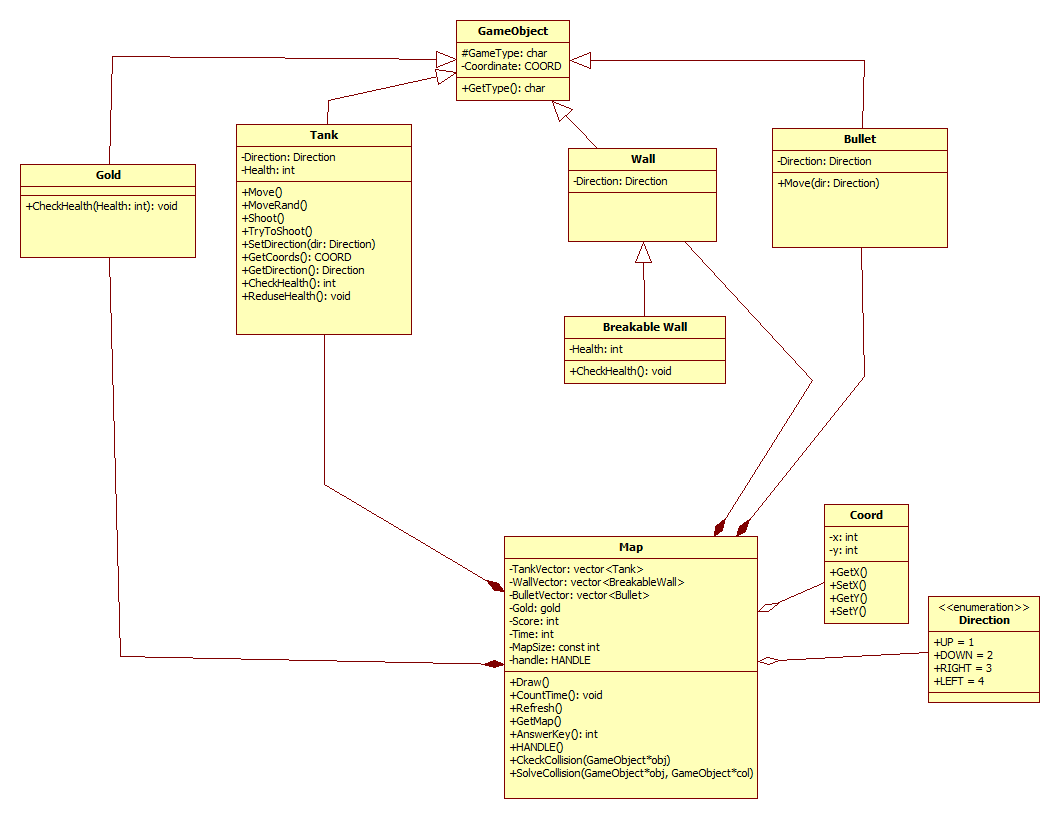 GameObject
#GameType: char
-Coordinate: COORD
+GetType(): char
Tank
-Direction: Direction
-Health: int
+Move()
+MoveRand()
+Shoot()
+TryToShoot()
+SetDirection(dir: Direction)
+GetCoords(): COORD
+GetDirection(): Direction
+CheckHealth(): int
+ReduseHealth(): void
Bullet
-Direction: Direction
+Move(dir: Direction)
Wall
-Direction: Direction
Gold
+CheckHealth(Health: int): void
Breakable Wall
-Health: int
+CheckHealth(): void
Coord
-x: int
-y: int
+GetX()
+SetX()
+GetY()
+SetY()
Map
-TankVector: vector<Tank>
-WallVector: vector<BreakableWall>
-BulletVector: vector<Bullet>
-Gold: gold
-Score: int
-Time: int
-MapSize: const int
-handle: HANDLE
+Draw()
+CountTime(): void
+Refresh()
+GetMap()
+AnswerKey(): int
+HANDLE()
+CkeckCollision(GameObject*obj)
+SolveCollision(GameObject*obj, GameObject*col)
<<enumeration>>
Direction
+UP = 1
+DOWN = 2
+RIGHT = 3
+LEFT = 4